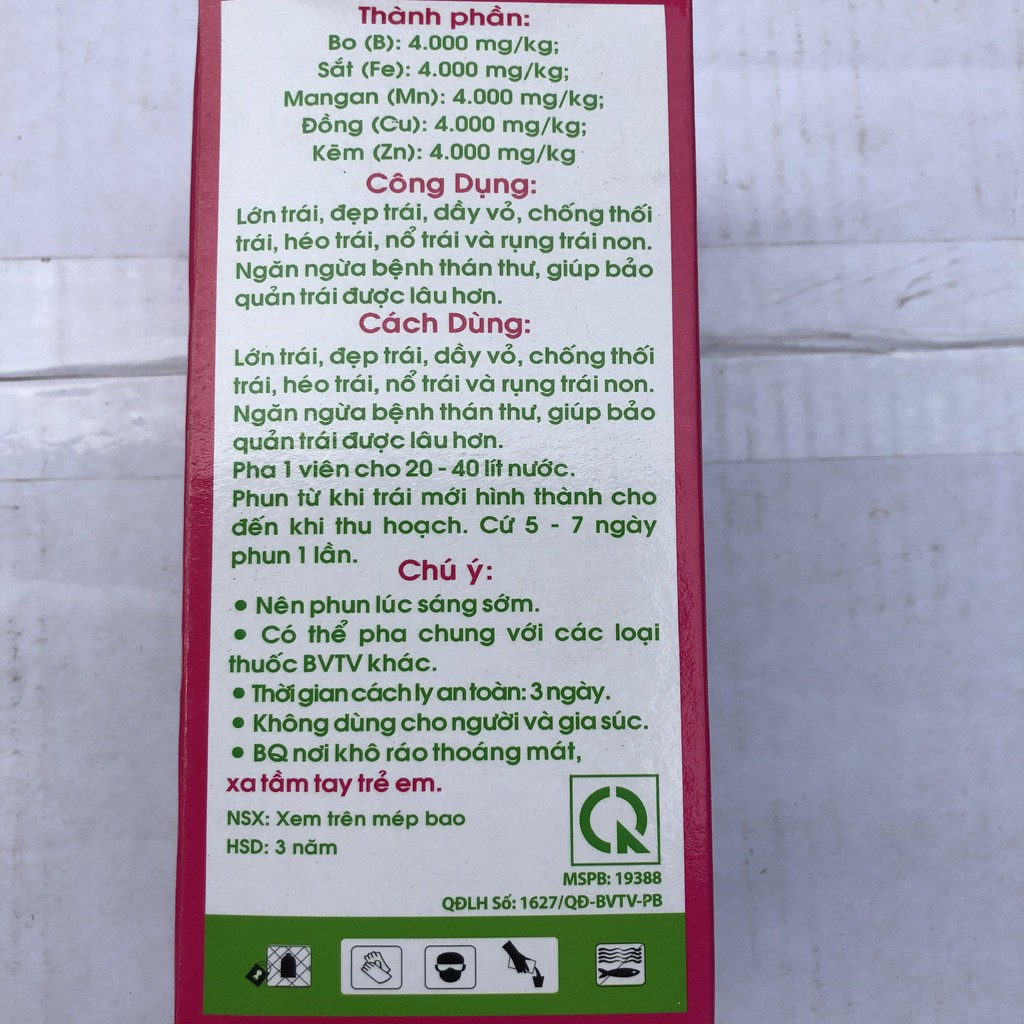 Thành phần:
Bo (B): 4.000 mg/kg;
Sắt (Fe): 4.000 mg/kg;
Mangan (Mn): 4.000 mg/kg;
Đồng (Cu): 4.000 mg/kg;
Kẽm (Zn): 4.000 mg/kg
Công Dụng:
Lớn trái, đẹp trái, dầy vỏ, chống thối
trái, héo trái, nổ trái và rụng trái non.
Ngăn ngừa bệnh thán thư, giúp bảo
quản trái được lâu hơn.
Cách Dùng:
Lớn trái, đẹp trái, dầy vỏ, chống thối
trái, héo trái, nổ trái và rụng trái non.
Ngăn ngừa bệnh thán thư, giúp bảo
quản trái được lâu hơn.
Pha 1 viên cho 20 - 40 lít nước.
Phun từ khi trái mới hình thành cho
đến khi thu hoạch. Cứ 5 - 7 ngày
phun 1 lần.
Chú ý:
• Nên phun lúc sáng sớm.
• Có thể pha chung với các loại
thuốc BVTV khác.
• Thời gian cách ly an toàn: 3 ngày.
• Không dùng cho người và gia súc.
• BQ nơi khô ráo thoáng mát,
xa tầm tay trẻ em.
NSX: Xem trên mép bao
HSD: 3 năm
MSPB: 19388
QĐLH Số: 1627/QĐ-BVTV-PB